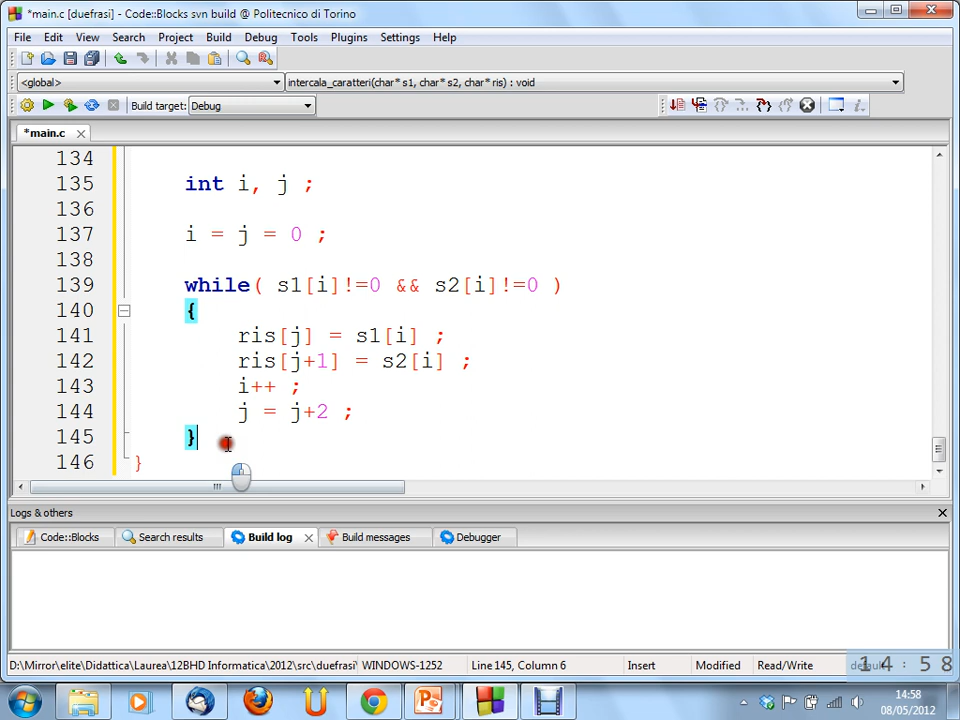 *main.c [duefrasi] - Code::Blocks svn build @ Politecnico di Torino
File Edit View Search Project Build Debug Tools Plugins Settings Help
<global> intercala_caratteri(char* s1, char* s2, char* ris) : void
Build target: Debug
*main.c
134
135 int i, j ;
136
137 i = j = 0 ;
138
139 while( s1[i]!=0 && s2[i]!=0 )
140 {
141 ris[j] = s1[i] ;
142 ris[j+1] = s2[i] ;
143 i++ ;
144 j = j+2 ;
145 }
146 }
Logs & others
Code::Blocks Search results Build log Build messages Debugger
D:\Mirror\elite\Didattica\Laurea\12BHD Informatica\2012\src\duefrasi WINDOWS-1252 Line 145, Column 6 Insert Modified Read/Write 14:58
14:58
08/05/2012